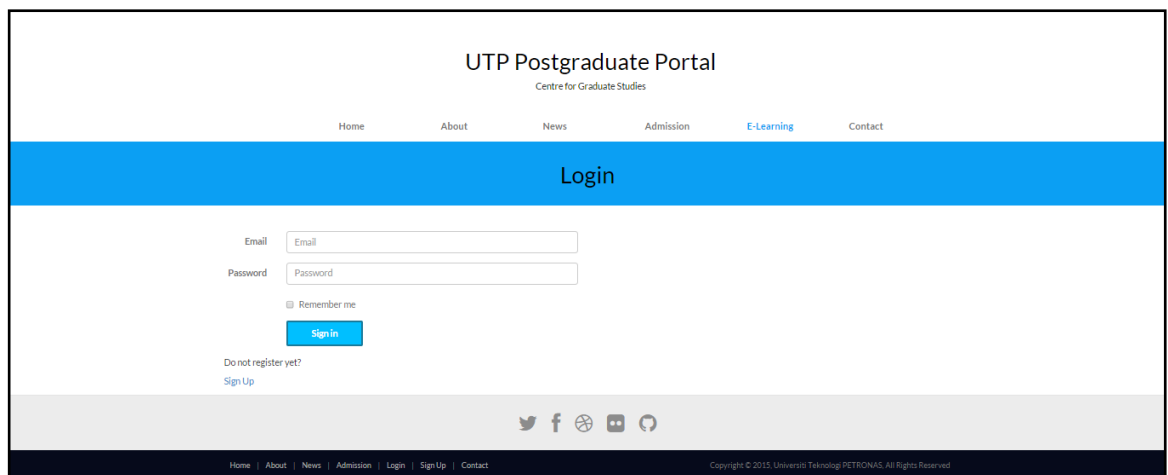 UTP Postgraduate Portal
Centre for Graduate Studies
Home About News Admission E-Learning Contact
Login
Email Email
Password Password
Remember me
Sign in
Do not register yet?
Sign Up
Home | About | News | Admission | Login | Sign Up | Contact Copyright © 2015, Universiti Teknologi PETRONAS, All Rights Reserved